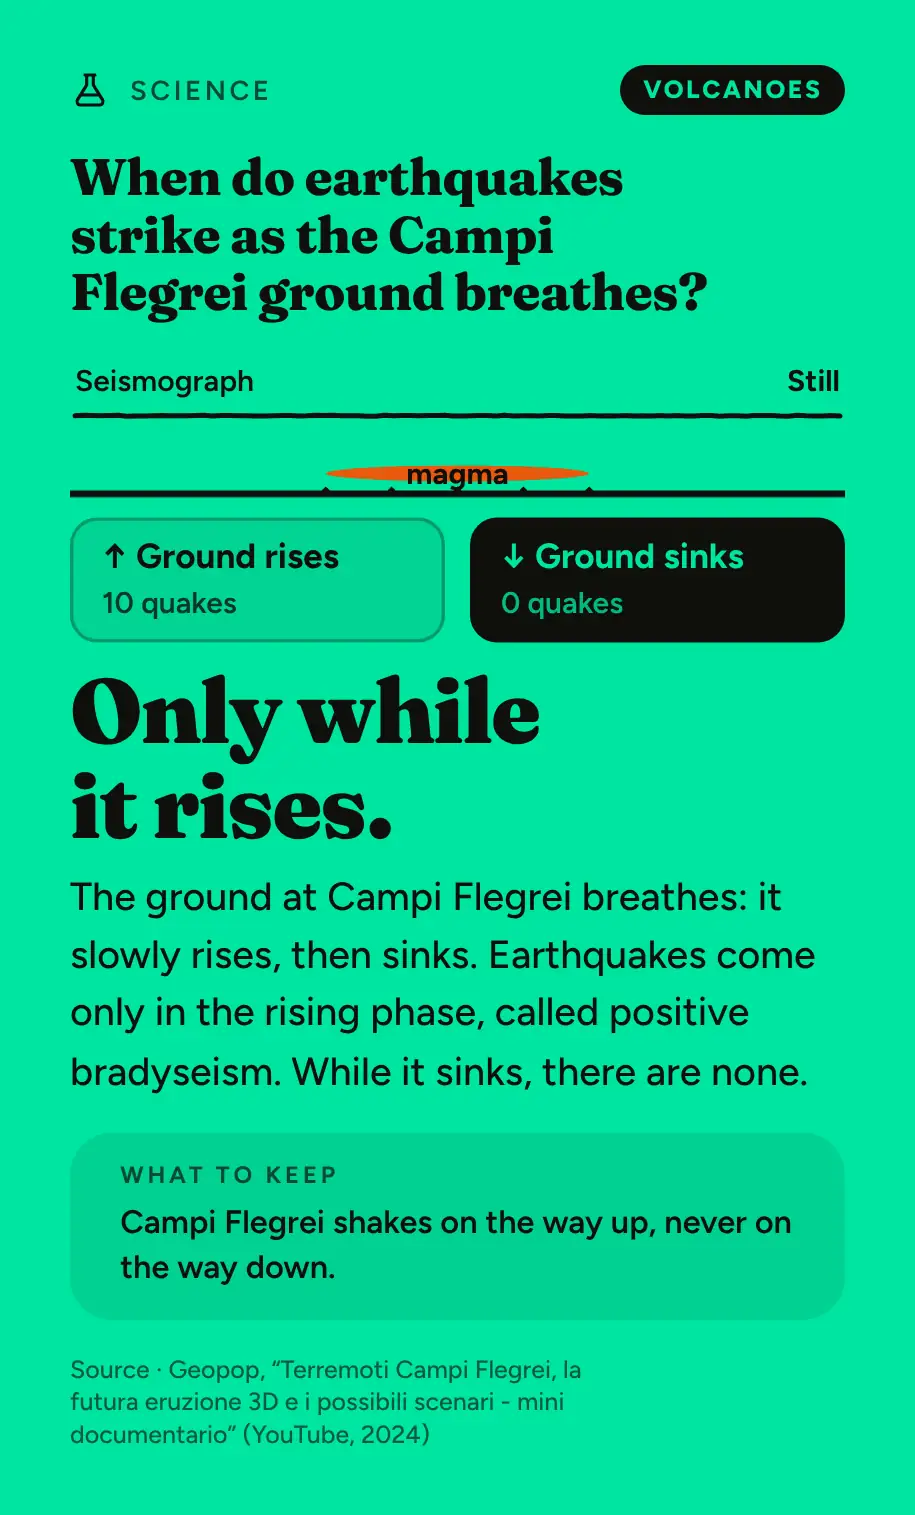 SCIENCE
VOLCANOES
When do earthquakes
strike as the Campi
Flegrei ground breathes?
Seismograph
Still
magma
↑ Ground rises
10 quakes
↓ Ground sinks
0 quakes
Only while
it rises.
The ground at Campi Flegrei breathes: it
slowly rises, then sinks. Earthquakes come
only in the rising phase, called positive
bradyseism. While it sinks, there are none.
WHAT TO KEEP
Campi Flegrei shakes on the way up, never on
the way down.
Source · Geopop, “Terremoti Campi Flegrei, la
futura eruzione 3D e i possibili scenari - mini
documentario” (YouTube, 2024)